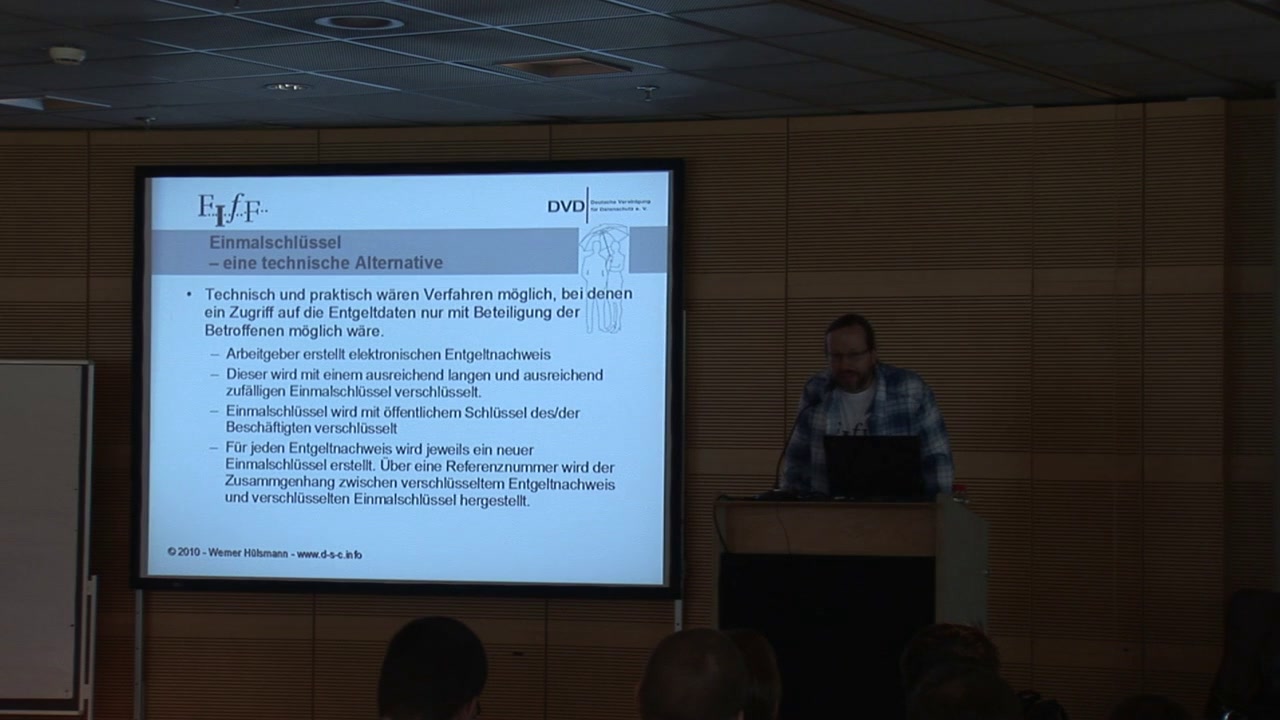 FIfF
DVD
Deutsche Vereinigung
für Datenschutz e. V.
Einmalschlüssel
– eine technische Alternative
• Technisch und praktisch wären Verfahren möglich, bei denen
ein Zugriff auf die Entgeltdaten nur mit Beteiligung der
Betroffenen möglich wäre.
– Arbeitgeber erstellt elektronischen Entgeltnachweis
– Dieser wird mit einem ausreichend langen und ausreichend
zufälligen Einmalschlüssel verschlüsselt.
– Einmalschlüssel wird mit öffentlichem Schlüssel des/der
Beschäftigten verschlüsselt
– Für jeden Entgeltnachweis wird jeweils ein neuer
Einmalschlüssel erstellt. Über eine Referenznummer wird der
Zusammgenhang zwischen verschlüsseltem Entgeltnachweis
und verschlüsselten Einmalschlüssel hergestellt.
© 2010 - Werner Hülsmann - www.d-s-c.info